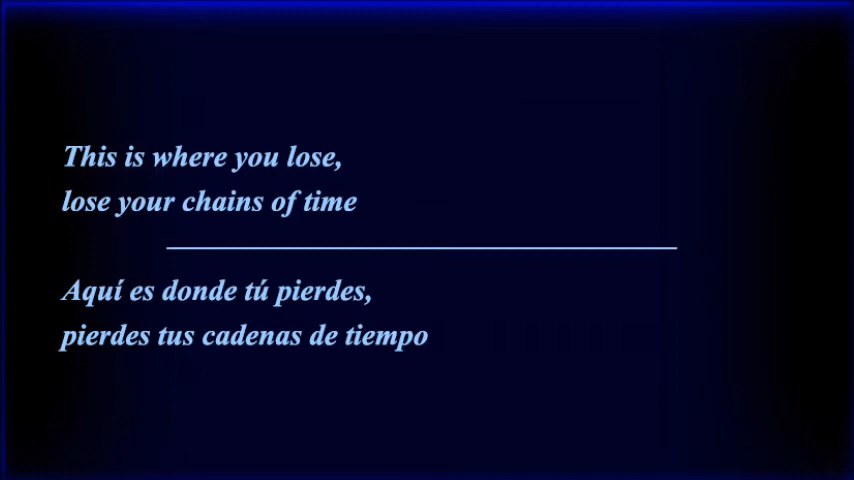 This is where you lose,
lose your chains of time
Aquí es donde tú pierdes,
pierdes tus cadenas de tiempo